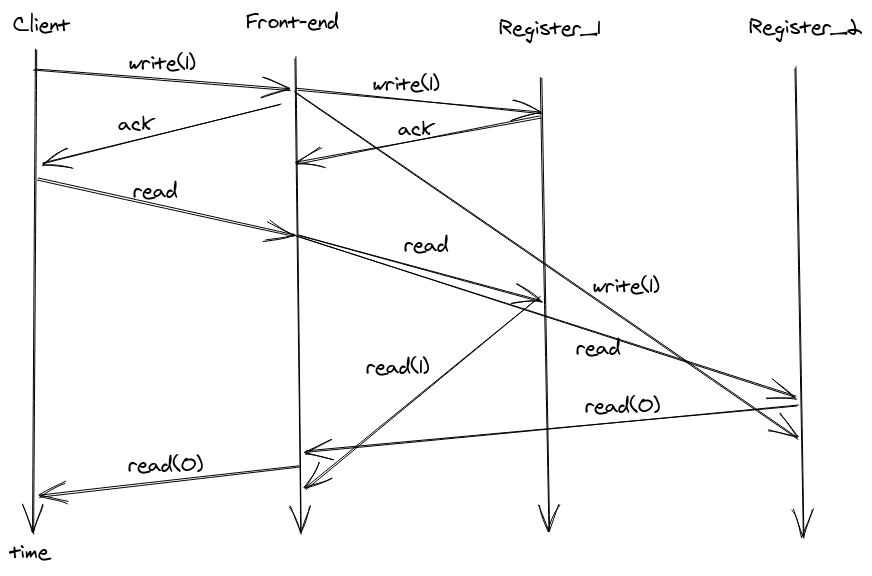 Client
Front-end
Register_1
Register_2
write(1)
write(1)
ack
ack
read
read
write(1)
read
read(1)
read(0)
read(0)
time